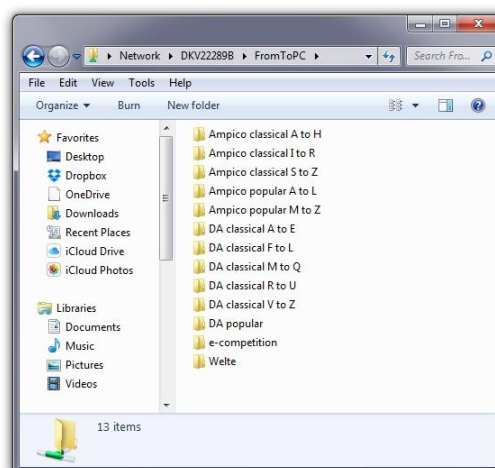 Network ▸ DKV22289B ▸ FromToPC ▸
Search Fro...
File Edit View Tools Help
Organize Burn New folder
Favorites
Desktop
Dropbox
OneDrive
Downloads
Recent Places
iCloud Drive
iCloud Photos
Libraries
Documents
Music
Pictures
Videos
Ampico classical A to H
Ampico classical I to R
Ampico classical S to Z
Ampico popular A to L
Ampico popular M to Z
DA classical A to E
DA classical F to L
DA classical M to Q
DA classical R to U
DA classical V to Z
DA popular
e-competition
Welte
13 items